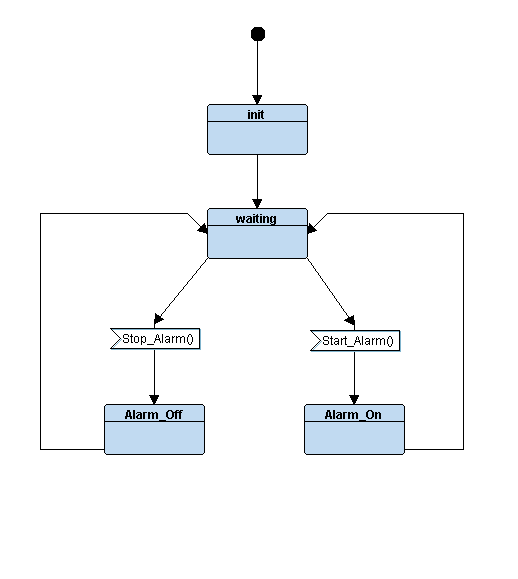 init
waiting
Stop_Alarm()
Start_Alarm()
Alarm_Off
Alarm_On